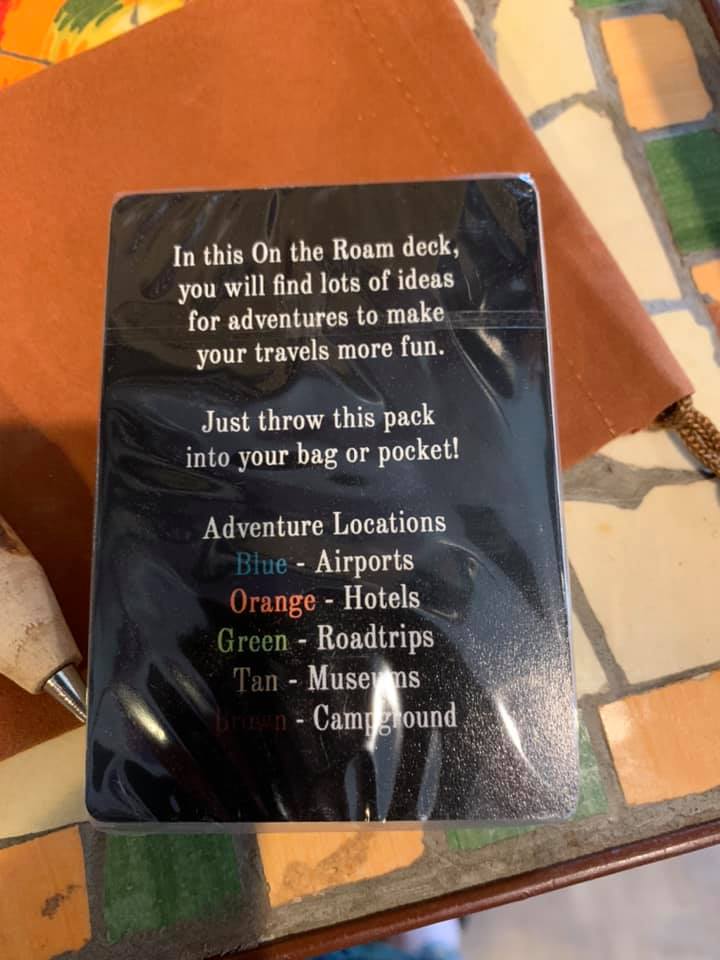 In this On the Roam deck,
you will find lots of ideas
for adventures to make
your travels more fun.
Just throw this pack
into your bag or pocket!
Adventure Locations
Blue - Airports
Orange - Hotels
Green - Roadtrips
Tan - Museums
Brown - Campground